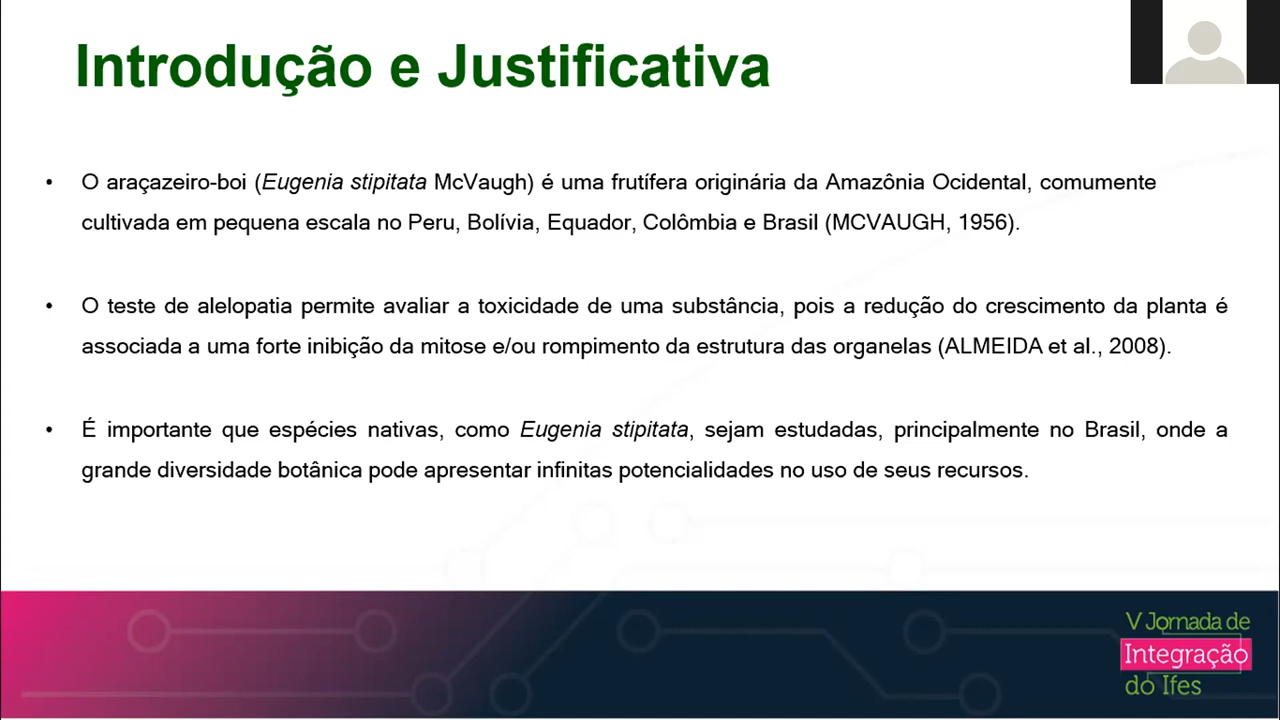 Introdução e Justificativa
• O araçazeiro-boi (Eugenia stipitata McVaugh) é uma frutífera originária da Amazônia Ocidental, comumente
cultivada em pequena escala no Peru, Bolívia, Equador, Colômbia e Brasil (MCVAUGH, 1956).
• O teste de alelopatia permite avaliar a toxicidade de uma substância, pois a redução do crescimento da planta é
associada a uma forte inibição da mitose e/ou rompimento da estrutura das organelas (ALMEIDA et al., 2008).
• É importante que espécies nativas, como Eugenia stipitata, sejam estudadas, principalmente no Brasil, onde a
grande diversidade botânica pode apresentar infinitas potencialidades no uso de seus recursos.
V Jornada de
Integração
do Ifes